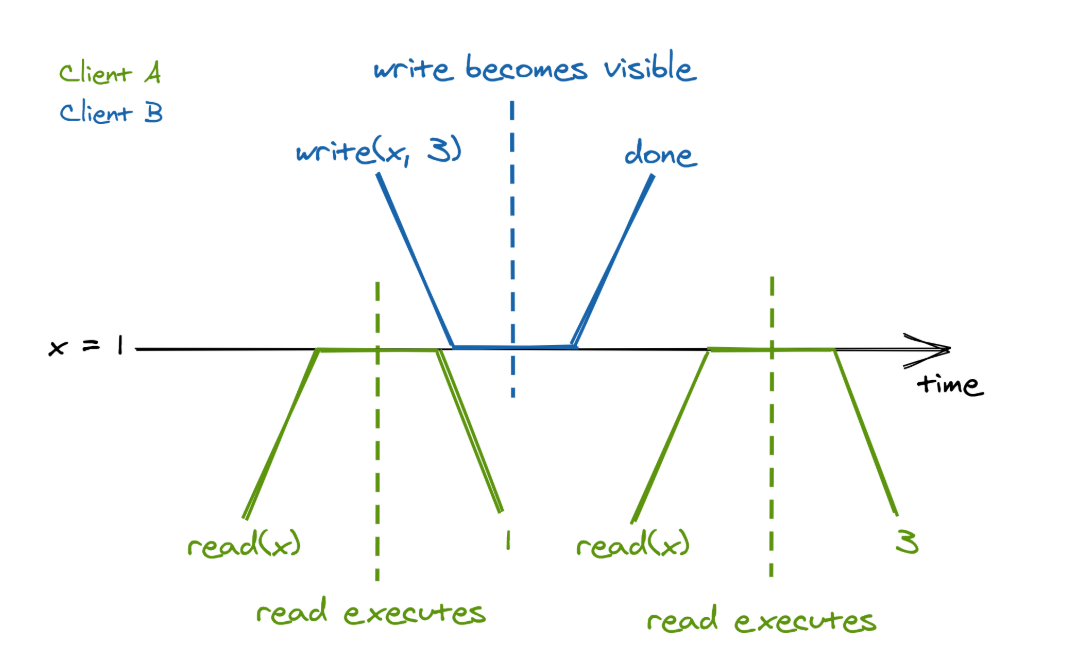 Client A
Client B
write becomes visible
write(x, 3)
done
x = 1
time
read(x)
1
read(x)
3
read executes
read executes